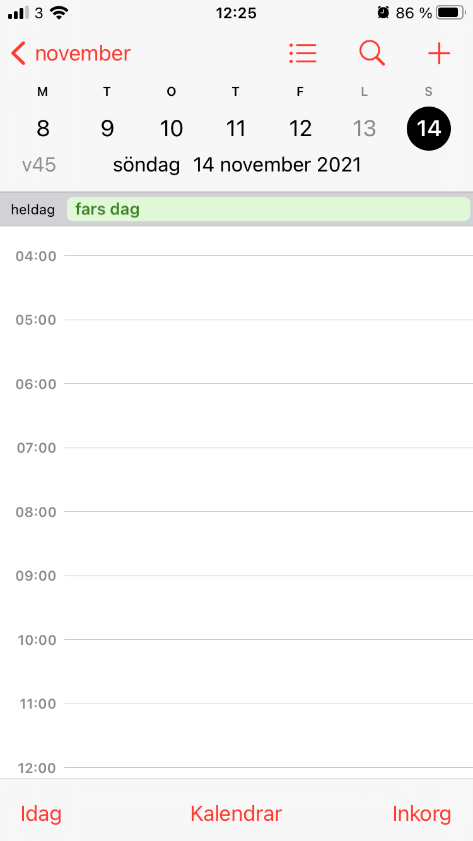 3 12:25 86 %
november
M T O T F L S
8 9 10 11 12 13 14
v45 söndag 14 november 2021
heldag fars dag
04:00
05:00
06:00
07:00
08:00
09:00
10:00
11:00
12:00
Idag Kalendrar Inkorg